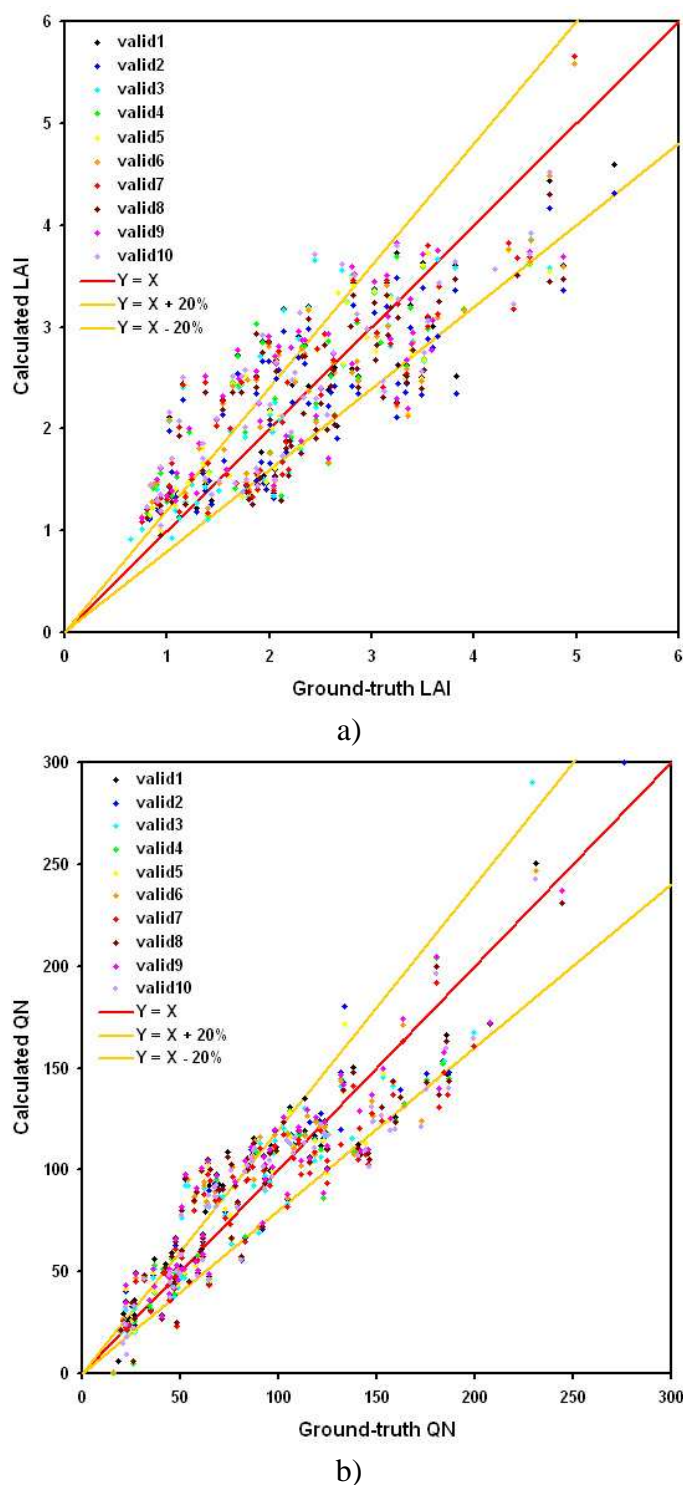 6
valid1
valid2
valid3
5
valid4
valid5
valid6
valid7
4
valid8
valid9
valid10
Y = X
Y = X + 20%
3
Y = X - 20%
Calculated LAI
2
1
0
0 1 2 3 4 5 6
Ground-truth LAI
a)
300
valid1
valid2
valid3
250
valid4
valid5
valid6
valid7
200
valid8
valid9
valid10
Y = X
Y = X + 20%
Y = X - 20%
150
Calculated QN
100
50
0
0 50 100 150 200 250 300
Ground-truth QN
b)